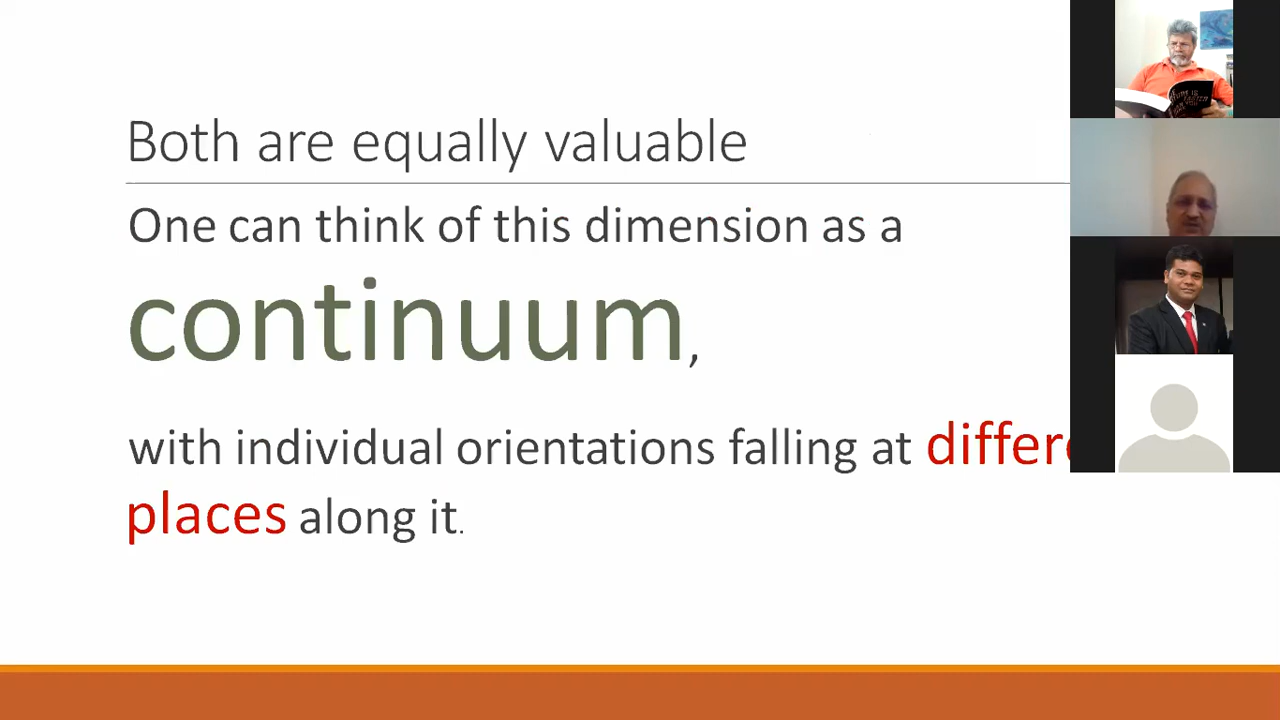 Both are equally valuable
One can think of this dimension as a
continuum,
with individual orientations falling at
places along it.